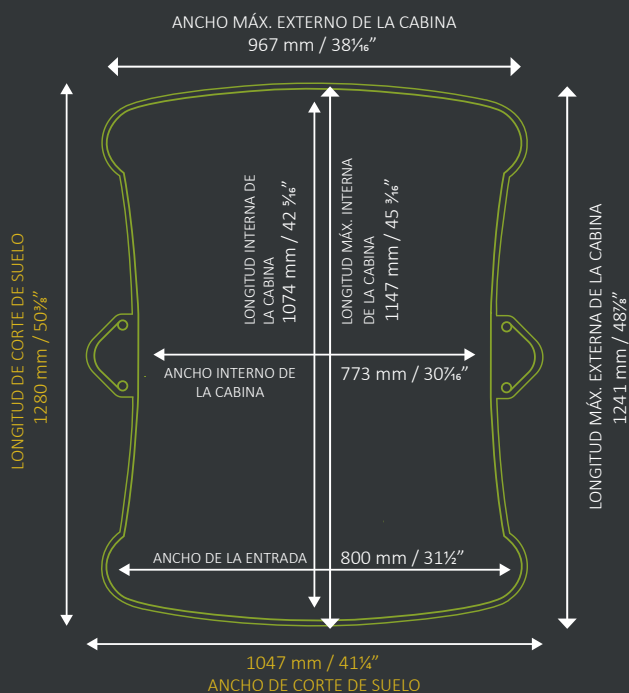 ANCHO MÁX. EXTERNO DE LA CABINA
967 mm / 38⅟₁₆”
LONGITUD DE CORTE DE SUELO
1280 mm / 50⅜”
LONGITUD INTERNA DE
LA CABINA
1074 mm / 42 ⁵⁄₁₆”
LONGITUD MÁX. INTERNA
DE LA CABINA
1147 mm / 45 ³⁄₁₆”
LONGITUD MÁX. EXTERNA DE LA CABINA
1241 mm / 48⅞”
ANCHO INTERNO DE
LA CABINA
773 mm / 30⁷⁄₁₆”
ANCHO DE LA ENTRADA
800 mm / 31½”
1047 mm / 41¼”
ANCHO DE CORTE DE SUELO